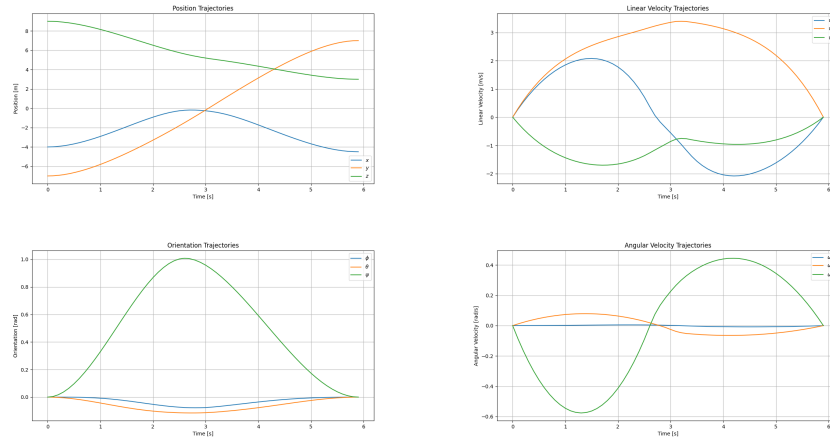 Position Trajectories
Position [m]
8
6
4
2
0
−2
−4
−6
0 1 2 3 4 5 6
Time [s]
x
y
z
Linear Velocity Trajectories
Linear Velocity [m/s]
3
2
1
0
−1
−2
0 1 2 3 4 5 6
Time [s]
Orientation Trajectories
Orientation [rad]
1.0
0.8
0.6
0.4
0.2
0.0
0 1 2 3 4 5 6
Time [s]
ϕ
θ
Angular Velocity Trajectories
Angular Velocity [rad/s]
0.4
0.2
0.0
−0.2
−0.4
−0.6
0 1 2 3 4 5 6
Time [s]